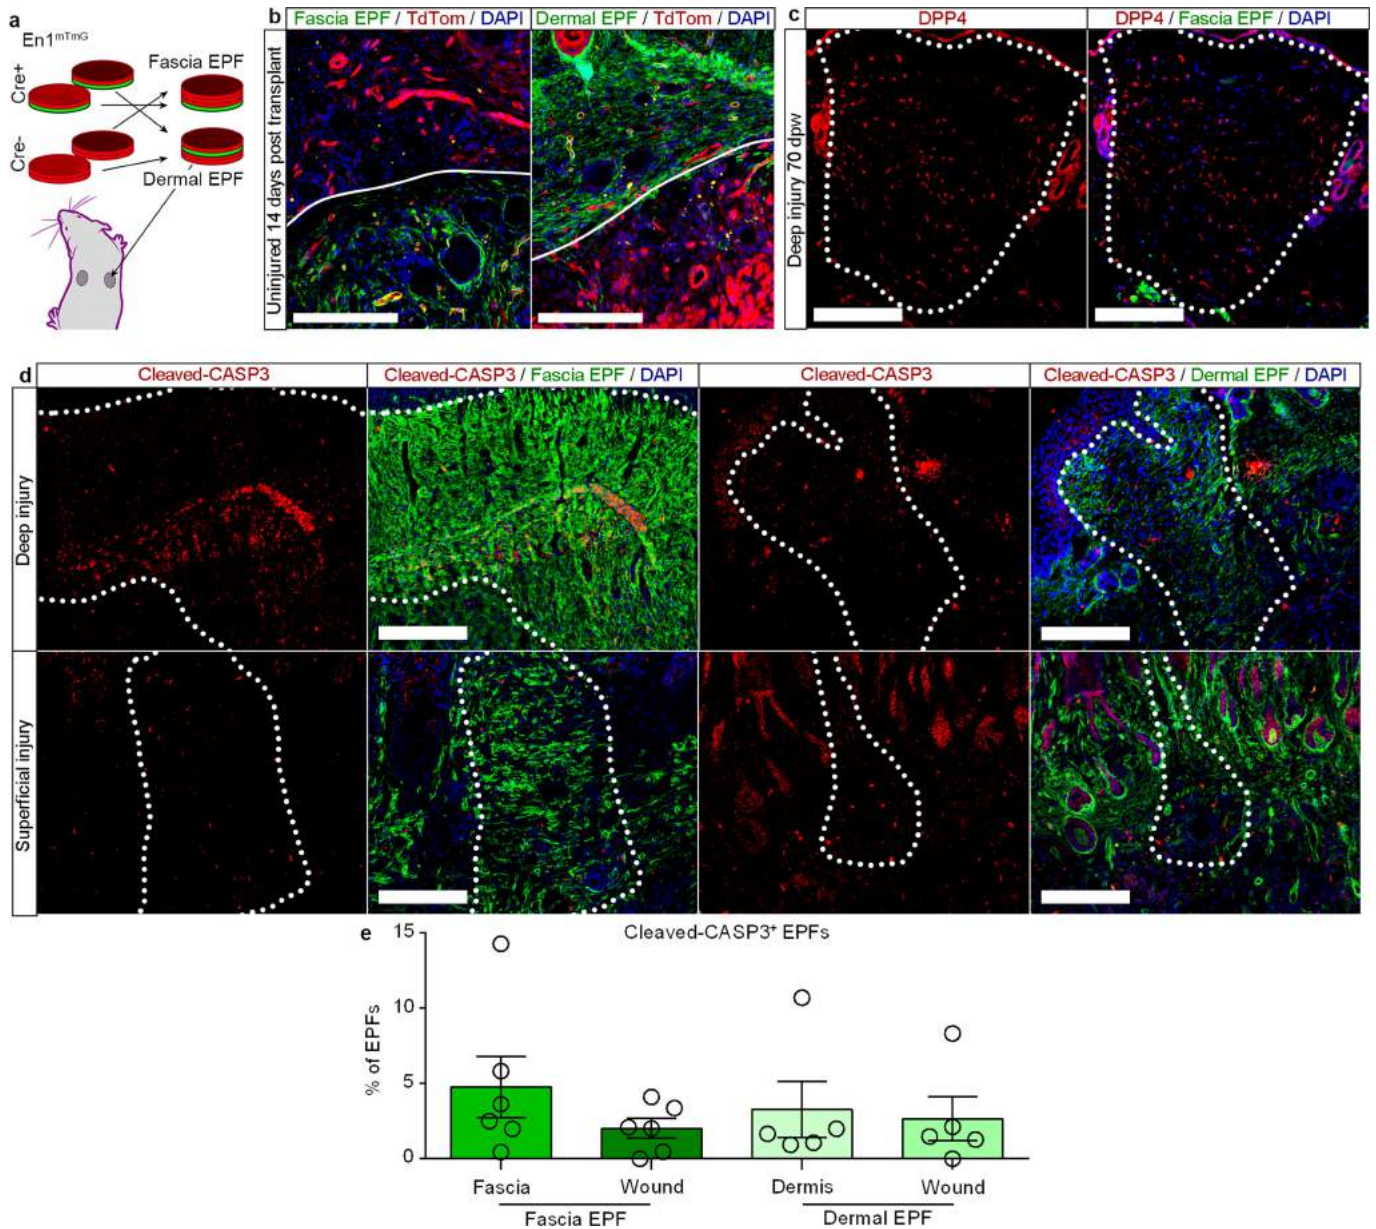 a
En1mTmG
Cre+
Cre-
Fascia EPF
Dermal EPF
b
Fascia EPF / TdTom / DAPI
Dermal EPF / TdTom / DAPI
Uninjured 14 days post transplant
c
DPP4
DPP4 / Fascia EPF / DAPI
Deep injury 70 dpw
d
Cleaved-CASP3
Cleaved-CASP3 / Fascia EPF / DAPI
Cleaved-CASP3
Cleaved-CASP3 / Dermal EPF / DAPI
Deep injury
Superficial injury
e
Cleaved-CASP3+ EPFs
% of EPFs
15
10
5
0
Fascia
Wound
Dermis
Wound
Fascia EPF
Dermal EPF